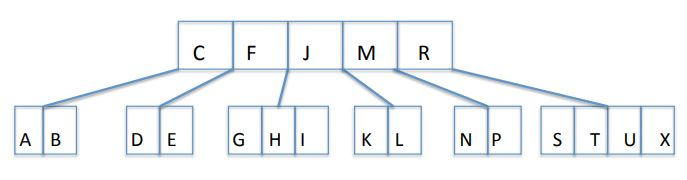 C F J M R
A B D E G H I K L N P S T U X